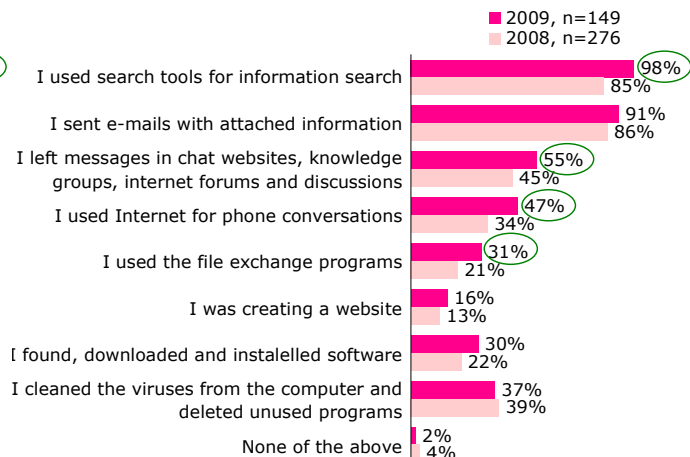 2009, n=149
2008, n=276
I used search tools for information search
98%
85%
I sent e-mails with attached information
91%
86%
I left messages in chat websites, knowledge
groups, internet forums and discussions
55%
45%
I used Internet for phone conversations
47%
34%
I used the file exchange programs
31%
21%
I was creating a website
16%
13%
I found, downloaded and instalelled software
30%
22%
I cleaned the viruses from the computer and
deleted unused programs
37%
39%
None of the above
2%
4%